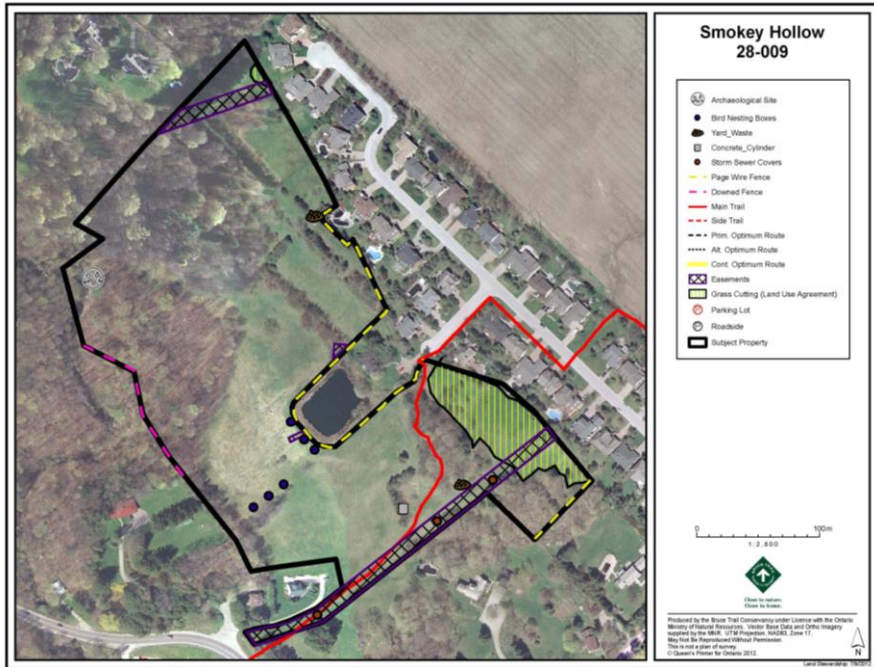 Smokey Hollow
28-009
Archaeological Site
Bird Nesting Boxes
Yard_Waste
Concrete_Cylinder
Storm Sewer Covers
Page Wire Fence
Downed Fence
Main Trail
Side Trail
Prim. Optimum Route
Alt. Optimum Route
Cont. Optimum Route
Easements
Grass Cutting (Land Use Agreement)
P Parking Lot
P Roadside
Subject Property
0 100m
1:2,800
Close to nature.
Close to home.
Produced by the Bruce Trail Conservancy under License with the Ontario
Ministry of Natural Resources. Vector Base Data and Ortho Imagery
supplied by the MNR. UTM Projection, NAD83, Zone 17.
May Not Be Reproduced Without Permission.
This is not a plan of survey.
© Queen's Printer for Ontario 2012.
N
Land Stewardship